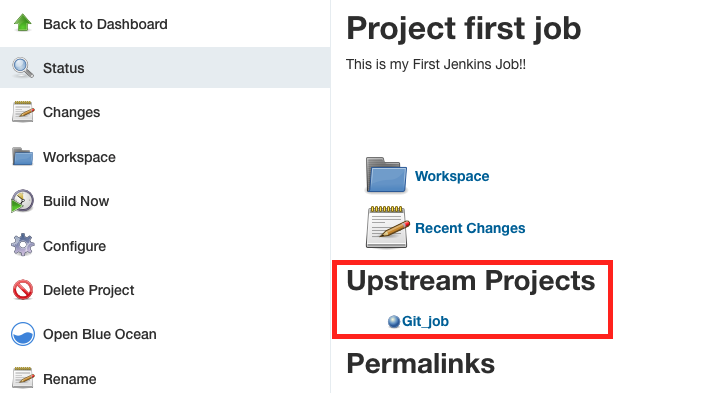 Back to Dashboard
Status
Changes
Workspace
Build Now
Configure
Delete Project
Open Blue Ocean
Rename
Project first job
This is my First Jenkins Job!!
Workspace
Recent Changes
Upstream Projects
Git_job
Permalinks